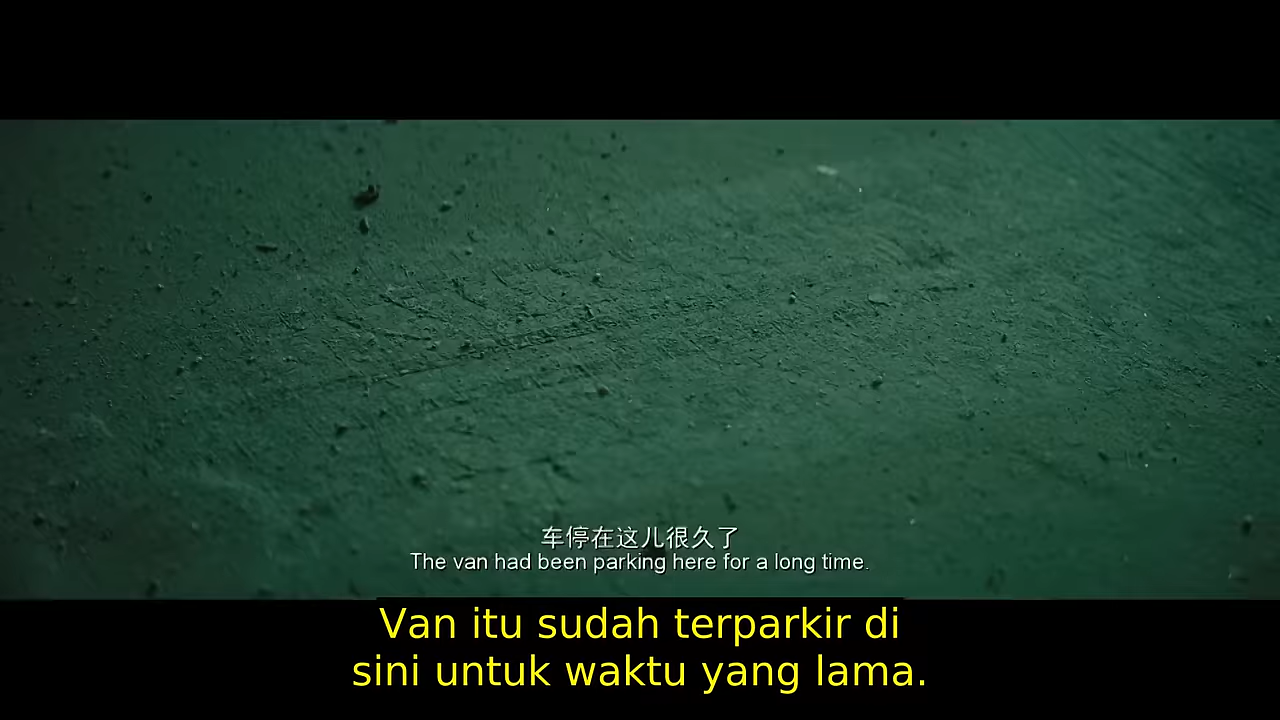 车停在这儿很久了
The van had been parking here for a long time.
Van itu sudah terparkir di
sini untuk waktu yang lama.